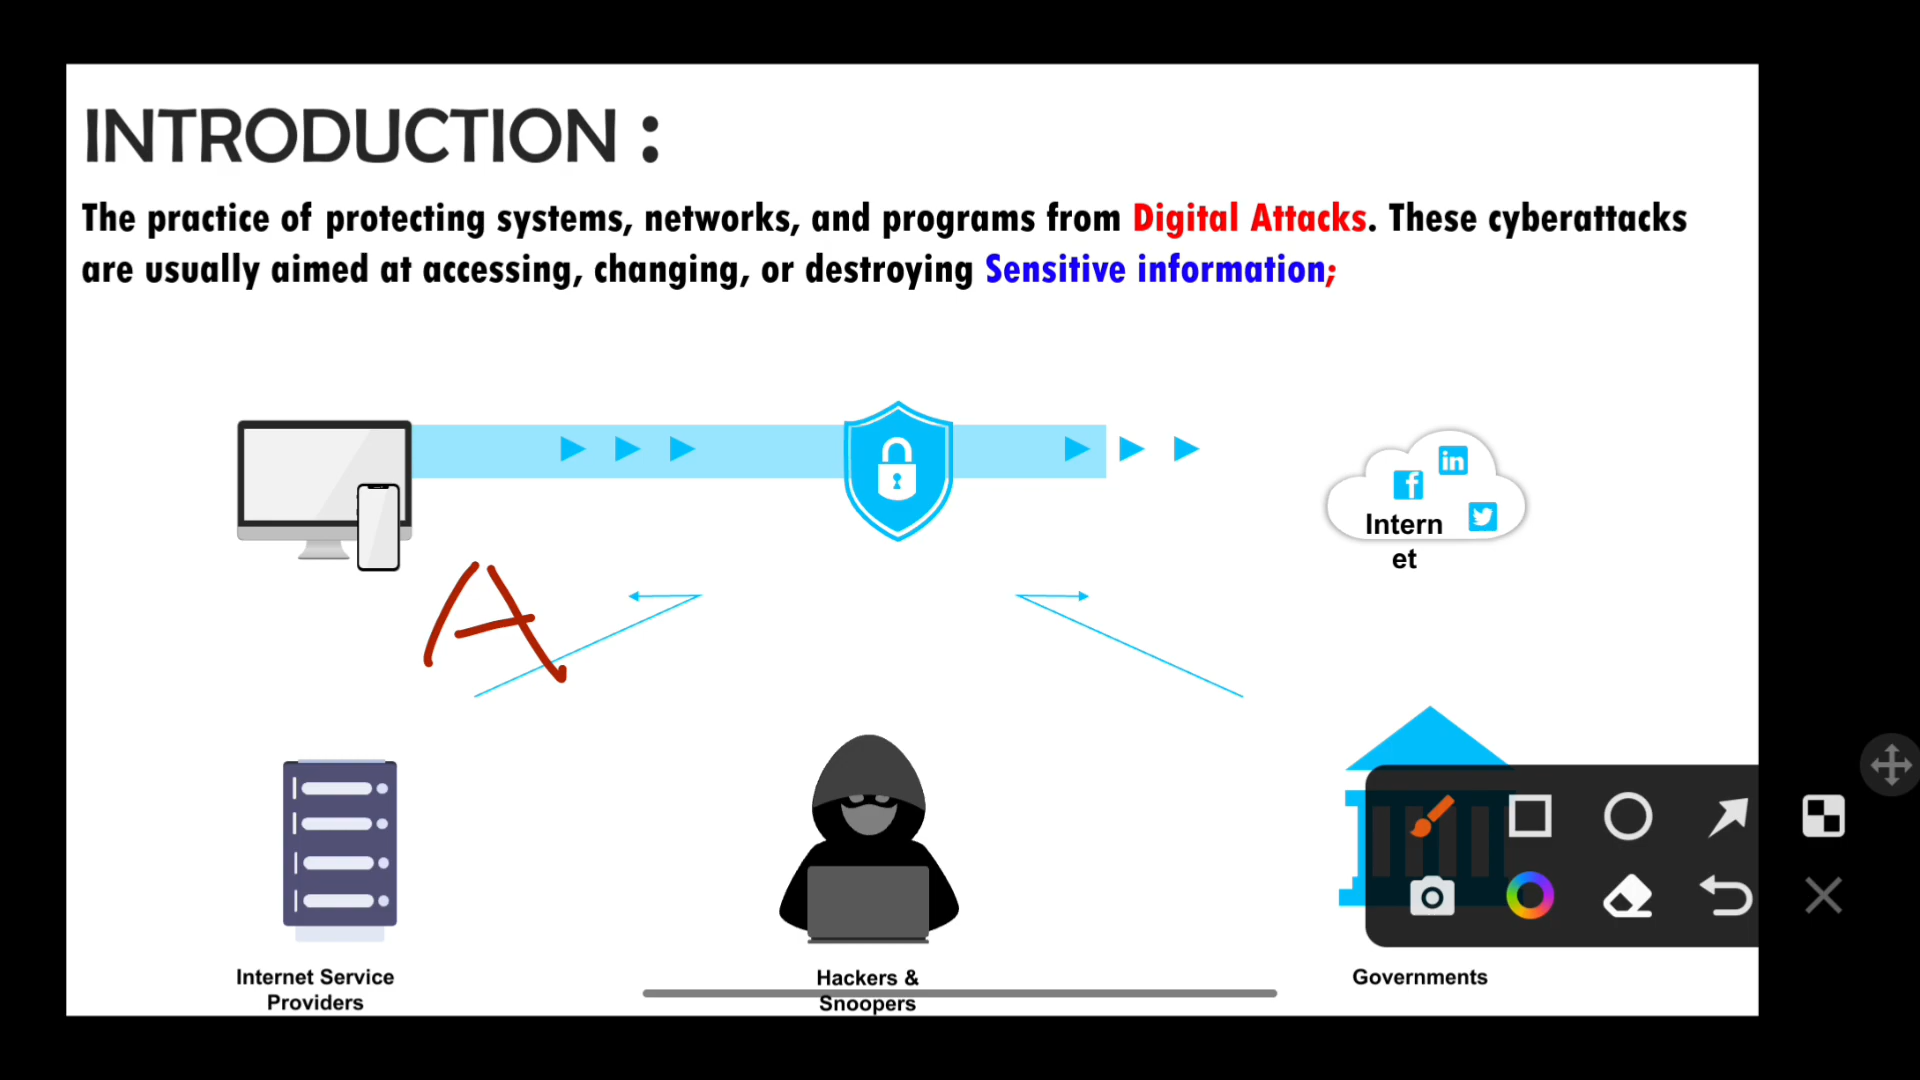 INTRODUCTION :
The practice of protecting systems, networks, and programs from Digital Attacks. These cyberattacks
are usually aimed at accessing, changing, or destroying Sensitive information;
in
f
Intern
et
A
Internet Service
Providers
Hackers &
Snoopers
Governments